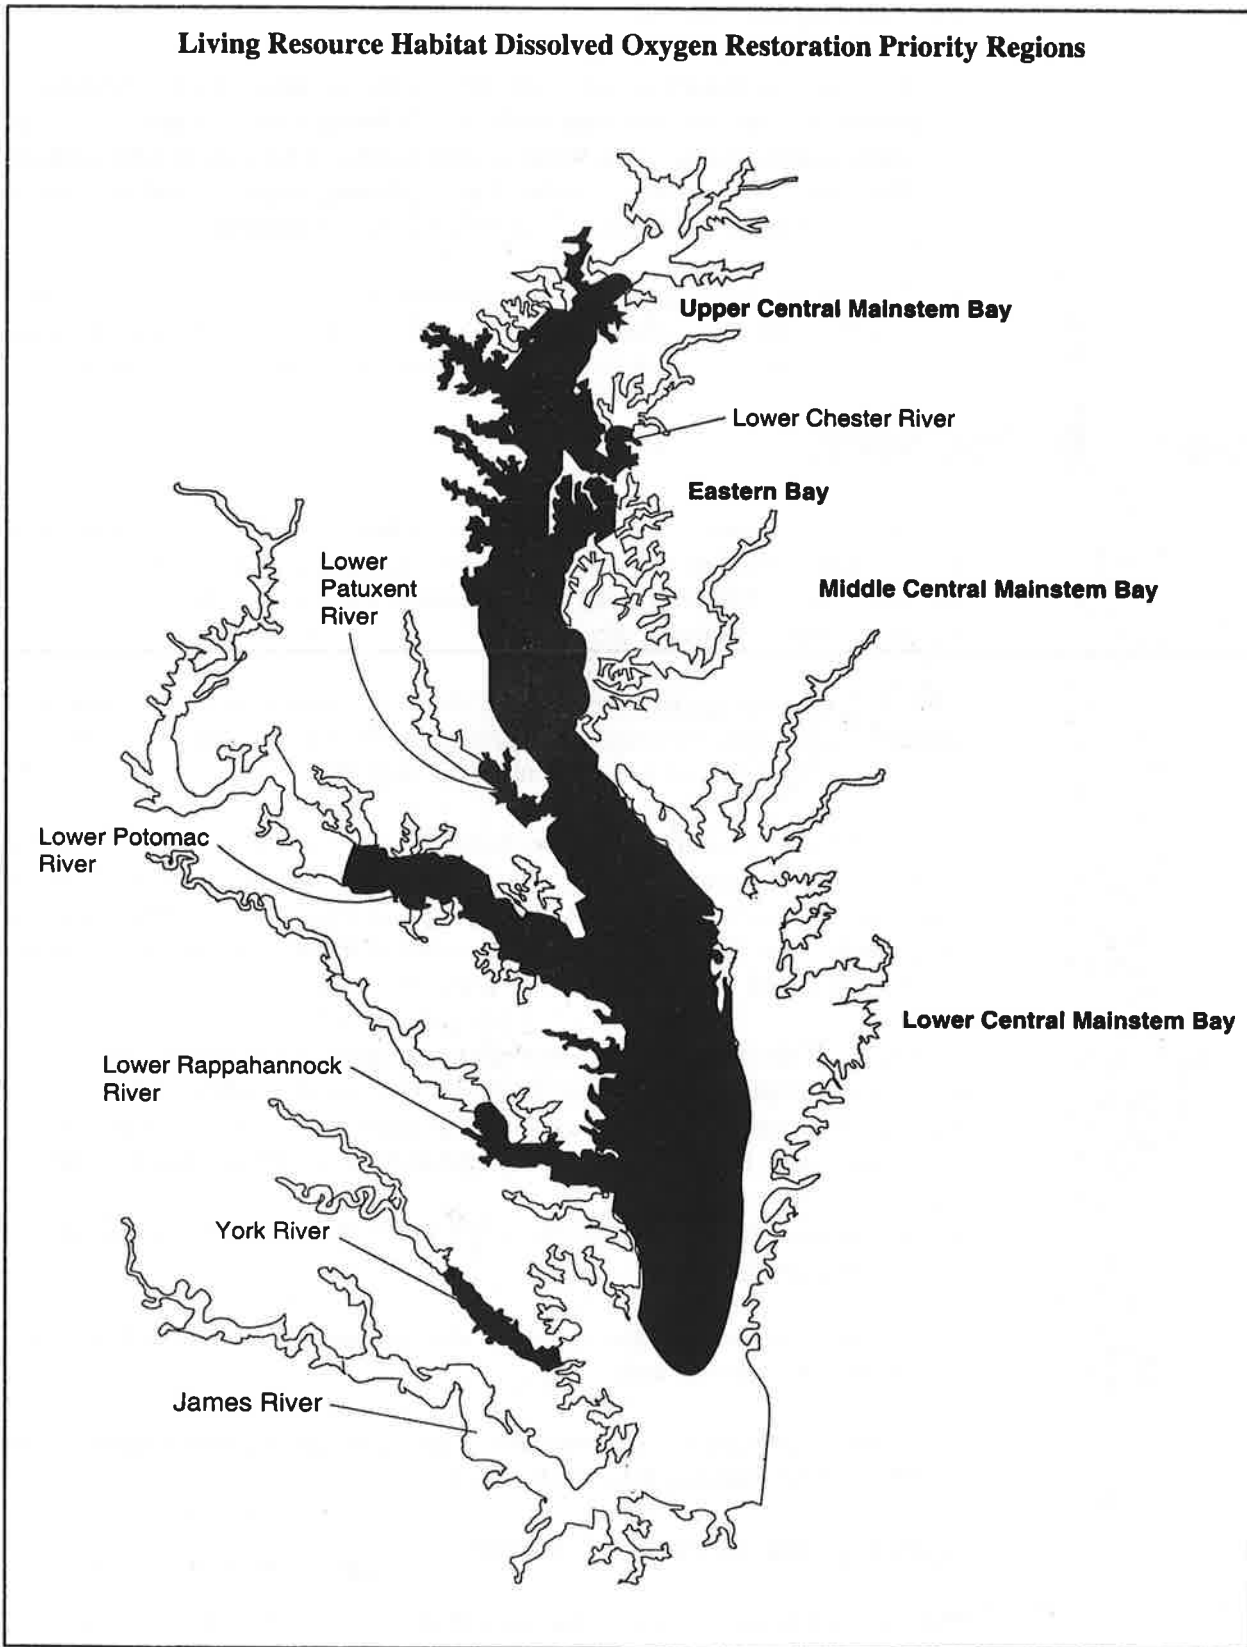 Living Resource Habitat Dissolved Oxygen Restoration Priority Regions
Upper Central Mainstem Bay
Lower Chester River
Eastern Bay
Lower
Patuxent
River
Middle Central Mainstem Bay
Lower Potomac
River
Lower Central Mainstem Bay
Lower Rappahannock
River
York River
James River